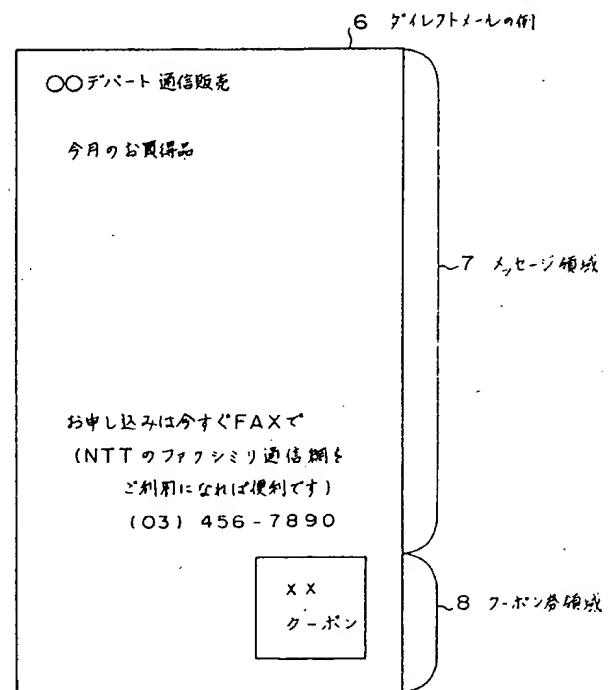 6 ダイレクトメールの例
○○デパート 通信販売
今月のお買得品
7 メッセージ領域
お申し込みは今すぐFAXで
(NTTのファクシミリ通信網を
ご利用になれば便利です)
(03) 456-7890
××
クーポン
8 クーポン券領域